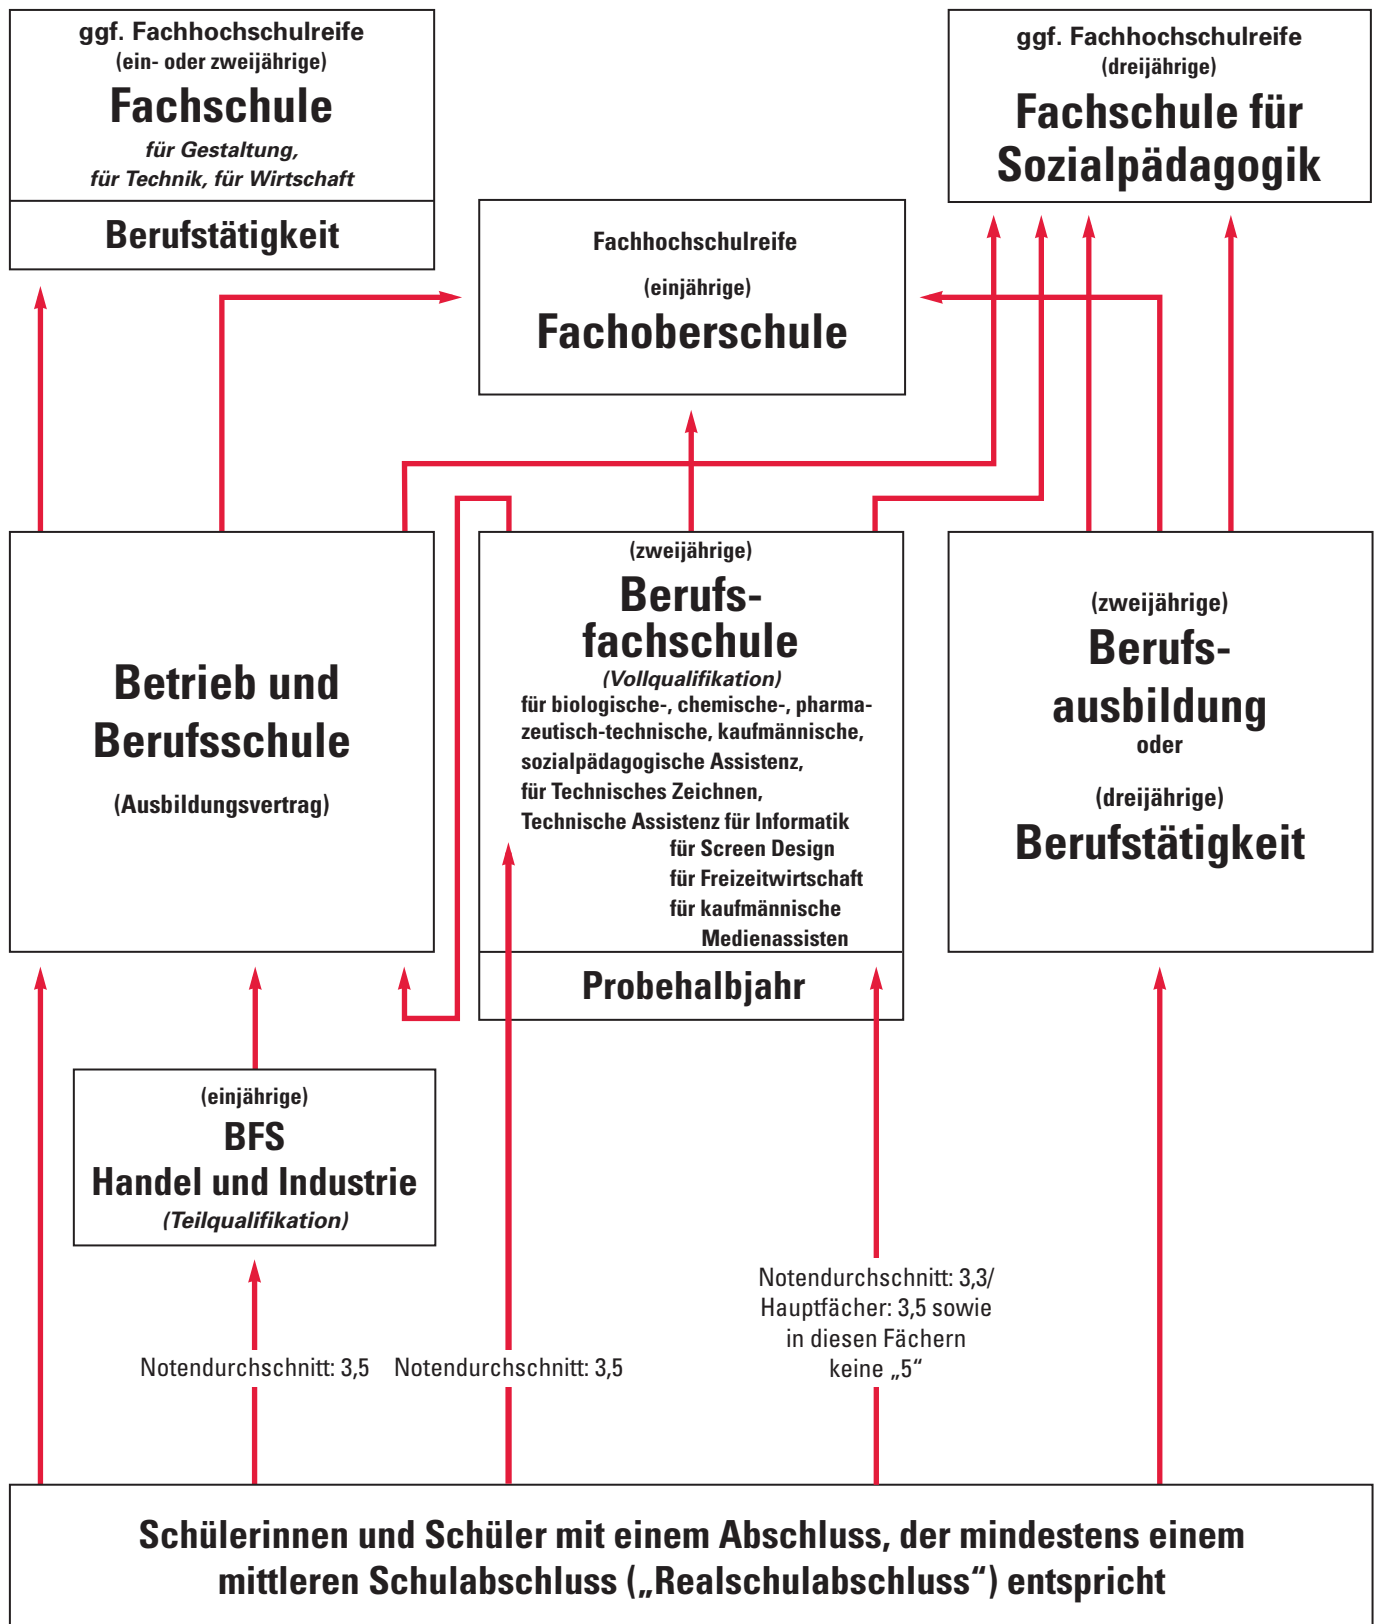 ggf. Fachhochschulreife
(ein- oder zweijährige)
Fachschule
für Gestaltung,
für Technik, für Wirtschaft
Berufstätigkeit
ggf. Fachhochschulreife
(dreijährige)
Fachschule für
Sozialpädagogik
Fachhochschulreife
(einjährige)
Fachoberschule
Betrieb und
Berufsschule
(Ausbildungsvertrag)
(zweijährige)
Berufs-
fachschule
(Vollqualifikation)
für biologische-, chemische-, pharma-
zeutisch-technische, kaufmännische,
sozialpädagogische Assistenz,
für Technisches Zeichnen,
Technische Assistenz für Informatik
für Screen Design
für Freizeitwirtschaft
für kaufmännische
Medienassisten
Probehalbjahr
(zweijährige)
Berufs-
ausbildung
oder
(dreijährige)
Berufstätigkeit
(einjährige)
BFS
Handel und Industrie
(Teilqualifikation)
Notendurchschnitt: 3,5
Notendurchschnitt: 3,5
Notendurchschnitt: 3,3/
Hauptfächer: 3,5 sowie
in diesen Fächern
keine „5“
Schülerinnen und Schüler mit einem Abschluss, der mindestens einem
mittleren Schulabschluss („Realschulabschluss“) entspricht